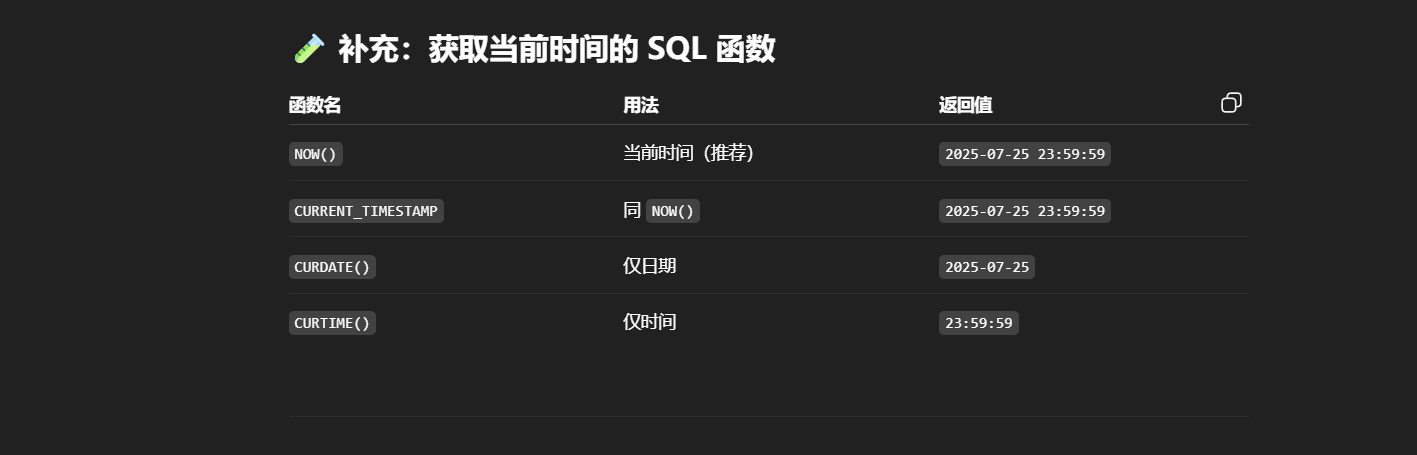 🧪 补充：获取当前时间的 SQL 函数
函数名 用法 返回值
NOW() 当前时间（推荐） 2025-07-25 23:59:59
CURRENT_TIMESTAMP 同 NOW() 2025-07-25 23:59:59
CURDATE() 仅日期 2025-07-25
CURTIME() 仅时间 23:59:59